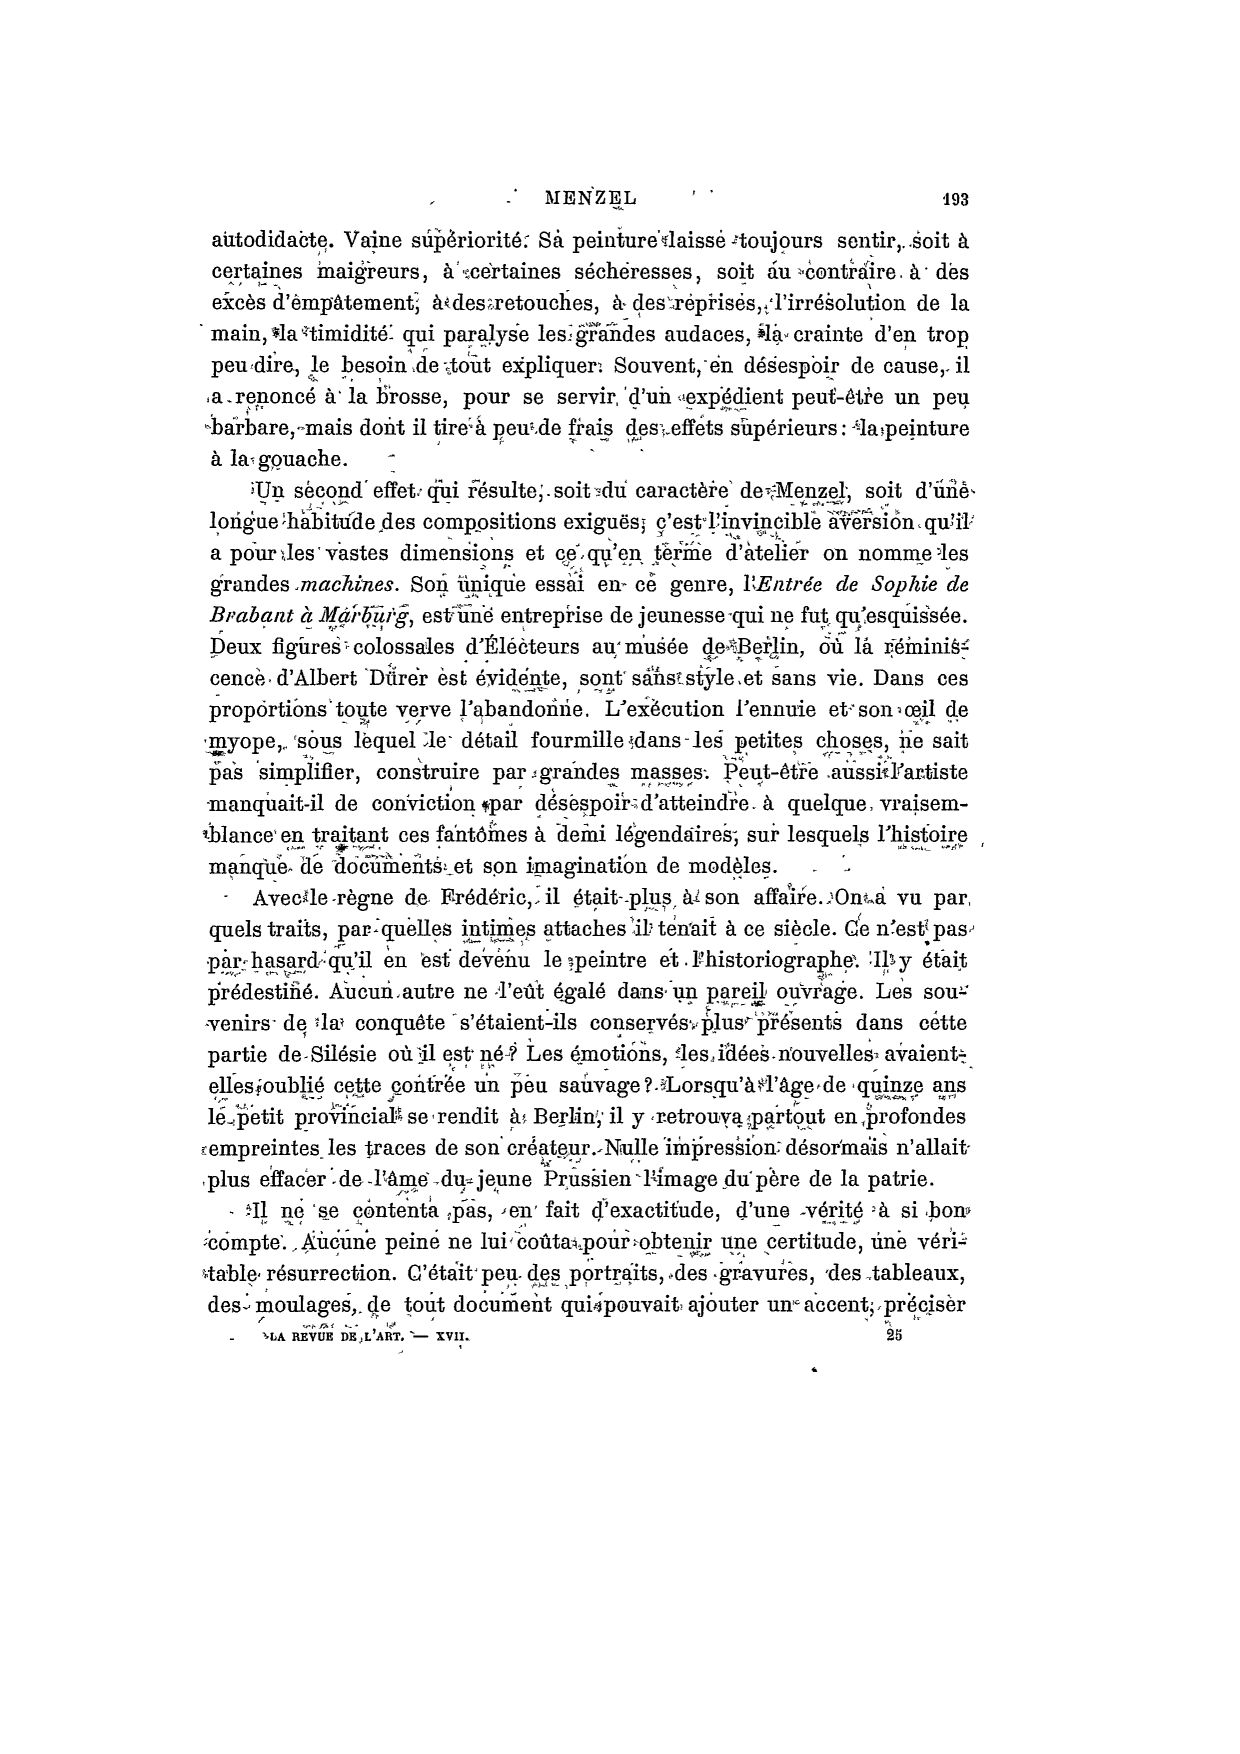 MENZEL 193
autodidacte. Vaine supériorité. Sa peinture laisse toujours sentir, soit à
certaines maigreurs, à certaines sécheresses, soit au contraire à des
excès d'empâtement, à des retouches, à des reprises, l'irrésolution de la
main, la timidité qui paralyse les grandes audaces, la crainte d'en trop
peu dire, le besoin de tout expliquer. Souvent, en désespoir de cause, il
a renoncé à la brosse, pour se servir d'un expédient peut-être un peu
barbare, mais dont il tire à peu de frais des effets supérieurs : la peinture
à la gouache.
Un second effet qui résulte, soit du caractère de Menzel, soit d'une
longue habitude des compositions exiguës, c'est l'invincible aversion qu'il
a pour les vastes dimensions et ce qu'en terme d'atelier on nomme les
grandes machines. Son unique essai en ce genre, l'Entrée de Sophie de
Brabant à Marburg, est une entreprise de jeunesse qui ne fut qu'esquissée.
Deux figures colossales d'Électeurs au musée de Berlin, où la réminis-
cence d'Albert Dürer est évidente, sont sans style et sans vie. Dans ces
proportions toute verve l'abandonne. L'exécution l'ennuie et son œil de
myope, sous lequel le détail fourmille dans les petites choses, ne sait
pas simplifier, construire par grandes masses. Peut-être aussi l'artiste
manquait-il de conviction par désespoir d'atteindre à quelque vraisem-
blance en traitant ces fantômes à demi légendaires, sur lesquels l'histoire
manque de documents et son imagination de modèles.
Avec le règne de Frédéric, il était plus à son affaire. On a vu par
quels traits, par quelles intimes attaches il tenait à ce siècle. Ce n'est pas
par hasard qu'il en est devenu le peintre et l'historiographe. Il y était
prédestiné. Aucun autre ne l'eût égalé dans un pareil ouvrage. Les sou-
venirs de la conquête s'étaient-ils conservés plus présents dans cette
partie de Silésie où il est né ? Les émotions, les idées nouvelles avaient-
elles oublié cette contrée un peu sauvage ? Lorsqu'à l'âge de quinze ans
le petit provincial se rendit à Berlin, il y retrouva partout en profondes
empreintes les traces de son créateur. Nulle impression désormais n'allait
plus effacer de l'âme du jeune Prussien l'image du père de la patrie.
Il ne se contenta pas, en fait d'exactitude, d'une vérité à si bon
compte. Aucune peine ne lui coûta pour obtenir une certitude, une véri-
table résurrection. C'était peu des portraits, des gravures, des tableaux,
des moulages, de tout document qui pouvait ajouter un accent, préciser
LA REVUE DE L'ART. — XVII. 25